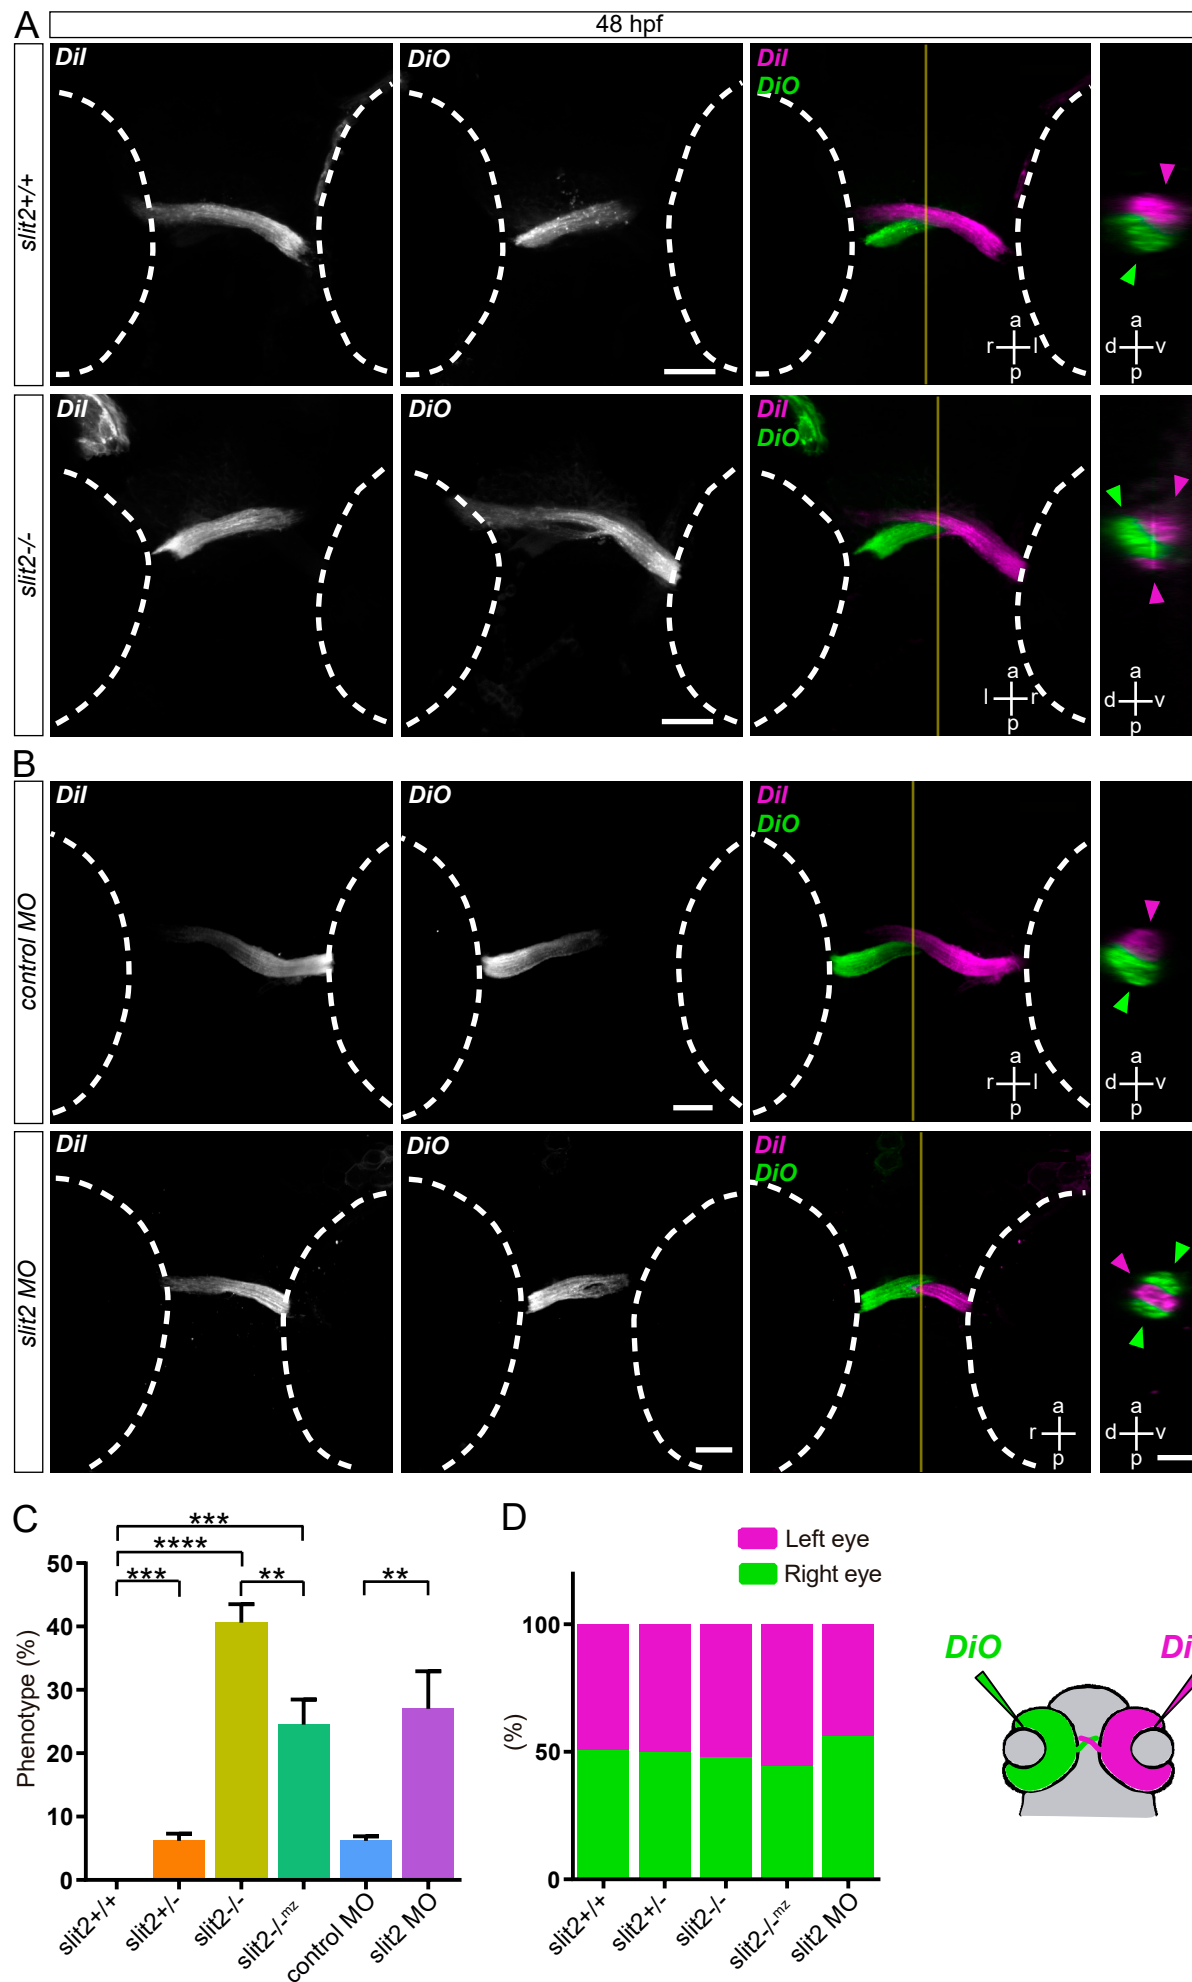 A
48 hpf
slit2+/+
DiI
DiO
DiI
DiO
a
r l
p
a
d v
p
slit2-/-
DiI
DiO
DiI
DiO
a
l r
p
a
d v
p
B
control MO
DiI
DiO
DiI
DiO
a
r l
p
a
d v
p
slit2 MO
DiI
DiO
DiI
DiO
a
r
p
a
d v
p
C
Phenotype (%)
50
40
30
20
10
0
***
****
***
**
**
slit2+/+
slit2+/-
slit2-/-
slit2-/-mz
control MO
slit2 MO
D
Left eye
Right eye
(%)
100
50
0
slit2+/+
slit2+/-
slit2-/-
slit2-/-mz
slit2 MO
DiO
Di